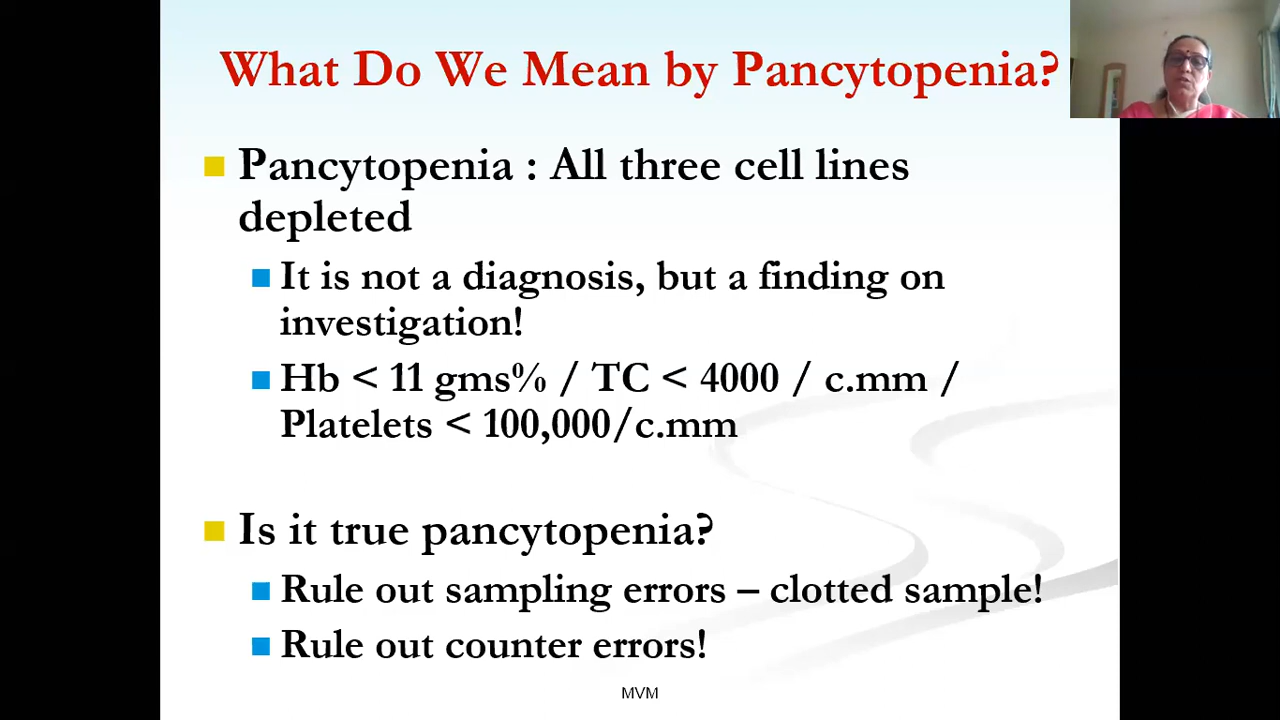 What Do We Mean by Pancytopenia?
Pancytopenia : All three cell lines
depleted
It is not a diagnosis, but a finding on
investigation!
Hb < 11 gms% / TC < 4000 / c.mm /
Platelets < 100,000/c.mm
Is it true pancytopenia?
Rule out sampling errors – clotted sample!
Rule out counter errors!
MVM